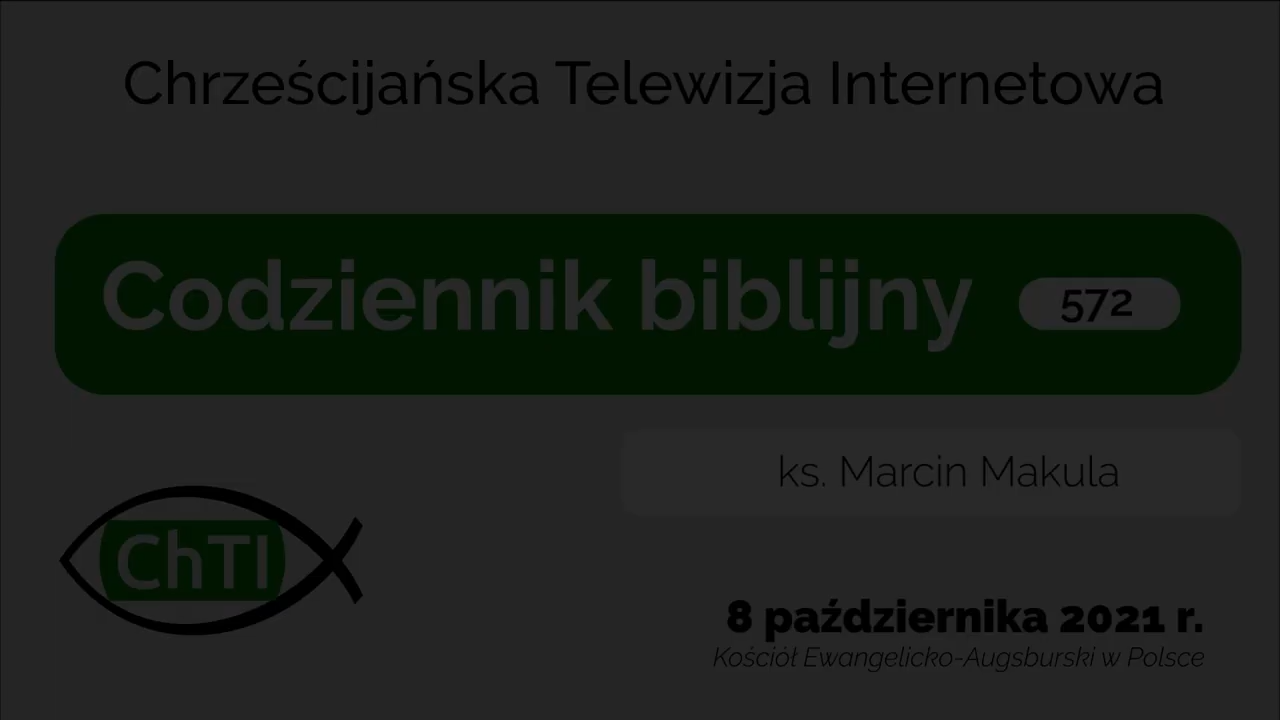 Chrześcijańska Telewizja Internetowa
Codziennik biblijny 572
ks. Marcin Makula
ChTI
8 października 2021 r.
Kościół Ewangelicko-Augsburski w Polsce